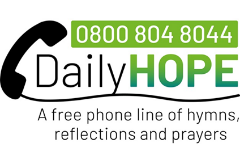 0800 804 8044
DailyHOPE
A free phone line of hymns,
reflections and prayers